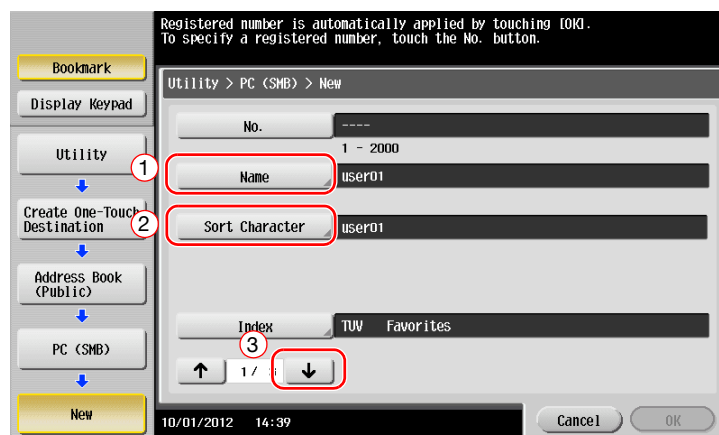 Registered number is automatically applied by touching [OK].
To specify a registered number, touch the No. button.
Bookmark
Display Keypad
Utility > PC (SMB) > New
No.
----
1 - 2000
Utility
1
Name
user01
Create One-Touch
Destination
2
Sort Character
user01
Address Book
(Public)
Index
TUV Favorites
3
PC (SMB)
↑
1/
↓
New
10/01/2012 14:39
Cancel
OK